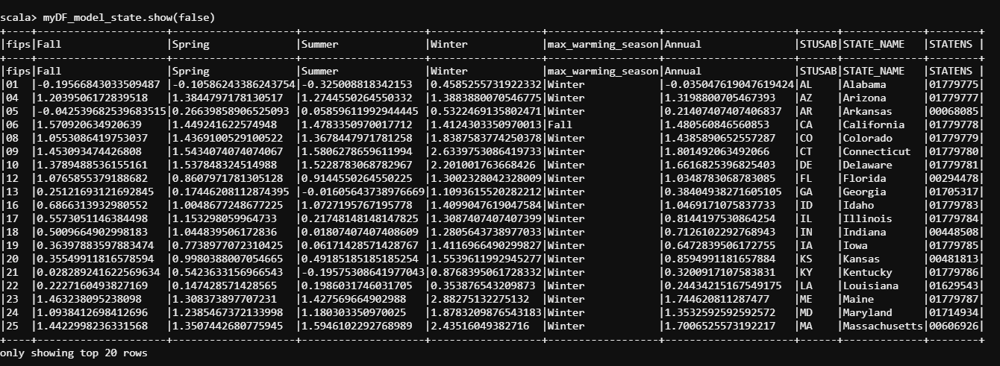 scala> myDF_model_state.show(false)
+----+---------------------+--------------------+--------------------+------------------+------------------+---------------------+------+-------------+--------+
|fips|Fall                 |Spring              |Summer              |Winter            |max_warming_season|Annual               |STUSAB|STATE_NAME   |STATENS |
+----+---------------------+--------------------+--------------------+------------------+------------------+---------------------+------+-------------+--------+
|fips|Fall                 |Spring              |Summer              |Winter            |max_warming_season|Annual               |STUSAB|STATE_NAME   |STATENS |
|01  |-0.19566843033509487 |-0.10586243386243754|-0.325008818342153  |0.4585255731922332|Winter            |-0.035047619047619424|AL    |Alabama      |01779775|
|04  |1.2039506172839518   |1.3844797178130517  |1.2744550264550332  |1.3883880070546775|Winter            |1.3198800705467393   |AZ    |Arizona      |01779777|
|05  |-0.042539682539683515|0.26639858906525093 |0.05859611992944445 |0.5322469135802471|Winter            |0.21407407407406837  |AR    |Arkansas     |00068085|
|06  |1.570920634920639    |1.449241622574948   |1.4783350970017712  |1.4124303350970013|Fall              |1.480560846560853    |CA    |California   |01779778|
|08  |1.0553086419753037   |1.4369100529100522  |1.3678447971781258  |1.8387583774250378|Winter            |1.4385890652557287   |CO    |Colorado     |01779779|
|09  |1.453093474426808    |1.5434074074074067  |1.5806278659611994  |2.6339753086419733|Winter            |1.801492063492066    |CT    |Connecticut  |01779780|
|10  |1.3789488536155161   |1.537848324514988   |1.5228783068782967  |2.201001763668426 |Winter            |1.6616825396825403   |DE    |Delaware     |01779781|
|12  |1.0765855379188682   |0.8607971781305128  |0.9144550264550225  |1.3002328042328009|Winter            |1.0348783068783085   |FL    |Florida      |00294478|
|13  |0.25121693121692845  |0.17446208112874395 |-0.01605643738976669|1.1093615520282212|Winter            |0.38404938271605105  |GA    |Georgia      |01705317|
|16  |0.6866313932980552   |1.0048677248677225  |1.0727195767195778  |1.4099047619047584|Winter            |1.0469171075837733   |ID    |Idaho        |01779783|
|17  |0.5573051146384498   |1.153298059964733   |0.21748148148147825 |1.3087407407407399|Winter            |0.8144197530864254   |IL    |Illinois     |01779784|
|18  |0.5009664902998183   |1.044839506172836   |0.01807407407408609 |1.2805643738977033|Winter            |0.7126102292768943   |IN    |Indiana      |00448508|
|19  |0.36397883597883474  |0.7738977072310425  |0.06171428571428767 |1.4116966490299827|Winter            |0.6472839506172755   |IA    |Iowa         |01779785|
|20  |0.35549911816578594  |0.9980388007054665  |0.49185185185185254 |1.5539611992945277|Winter            |0.8594991181657884   |KS    |Kansas       |00481813|
|21  |0.028289241622569634 |0.5423633156966543  |-0.19575308641977043|0.8768395061728332|Winter            |0.3200917107583831   |KY    |Kentucky     |01779786|
|22  |0.2227160493827169   |0.147428571428565   |0.1986031746031705  |0.353876543209873 |Winter            |0.24434215167549175  |LA    |Louisiana    |01629543|
|23  |1.463238095238098    |1.308373897707231   |1.427569664902988   |2.88275132275132  |Winter            |1.744620811287477    |ME    |Maine        |01779787|
|24  |1.0938412698412696   |1.2385467372133998  |1.180303350970025   |1.8783209876543183|Winter            |1.3532592592592572   |MD    |Maryland     |01714934|
|25  |1.4422998236331568   |1.3507442680775945  |1.5946102292768989  |2.43516049382716  |Winter            |1.7006525573192217   |MA    |Massachusetts|00606926|
+----+---------------------+--------------------+--------------------+------------------+------------------+---------------------+------+-------------+--------+
only showing top 20 rows